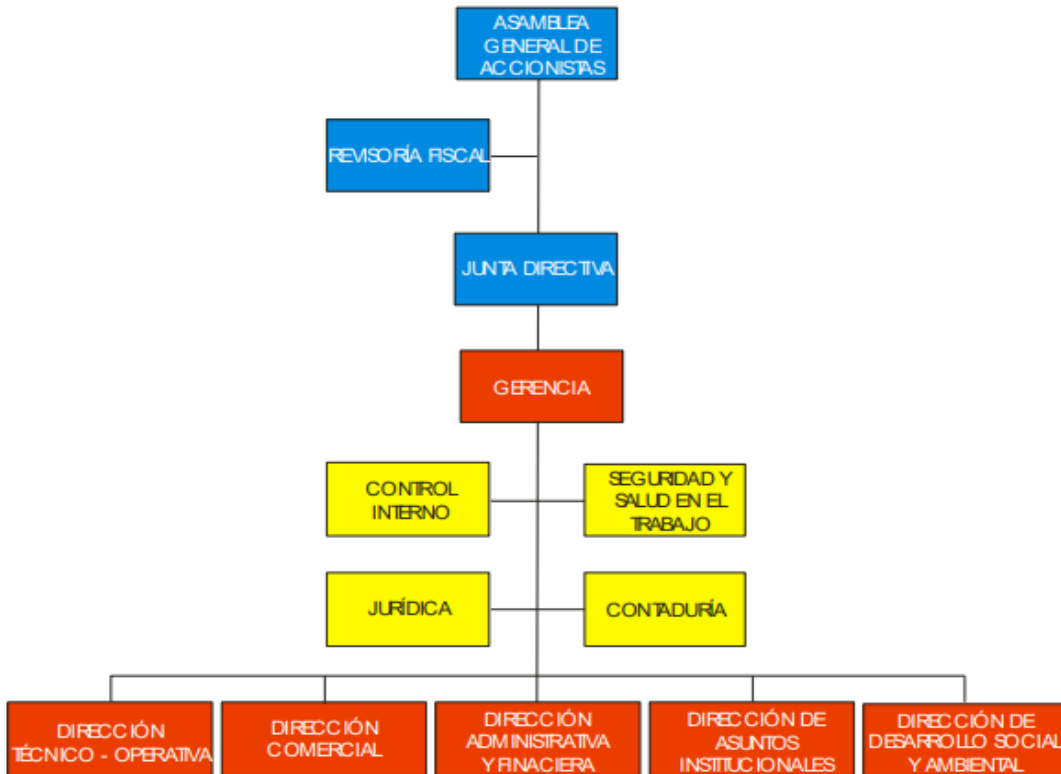 ASAMBLEA
GENERAL DE
ACCIONISTAS
REVISORÍA FISCAL
JUNTA DIRECTIVA
GERENCIA
CONTROL
INTERNO
SEGURIDAD Y
SALUD EN EL
TRABAJO
JURÍDICA
CONTADURÍA
DIRECCIÓN
TÉCNICO - OPERATIVA
DIRECCIÓN
COMERCIAL
DIRECCIÓN
ADMINISTRATIVA
Y FINACIERA
DIRECCIÓN DE
ASUNTOS
INSTITUCIONALES
DIRECCIÓN DE
DESARROLLO SOCIAL
Y AMBIENTAL